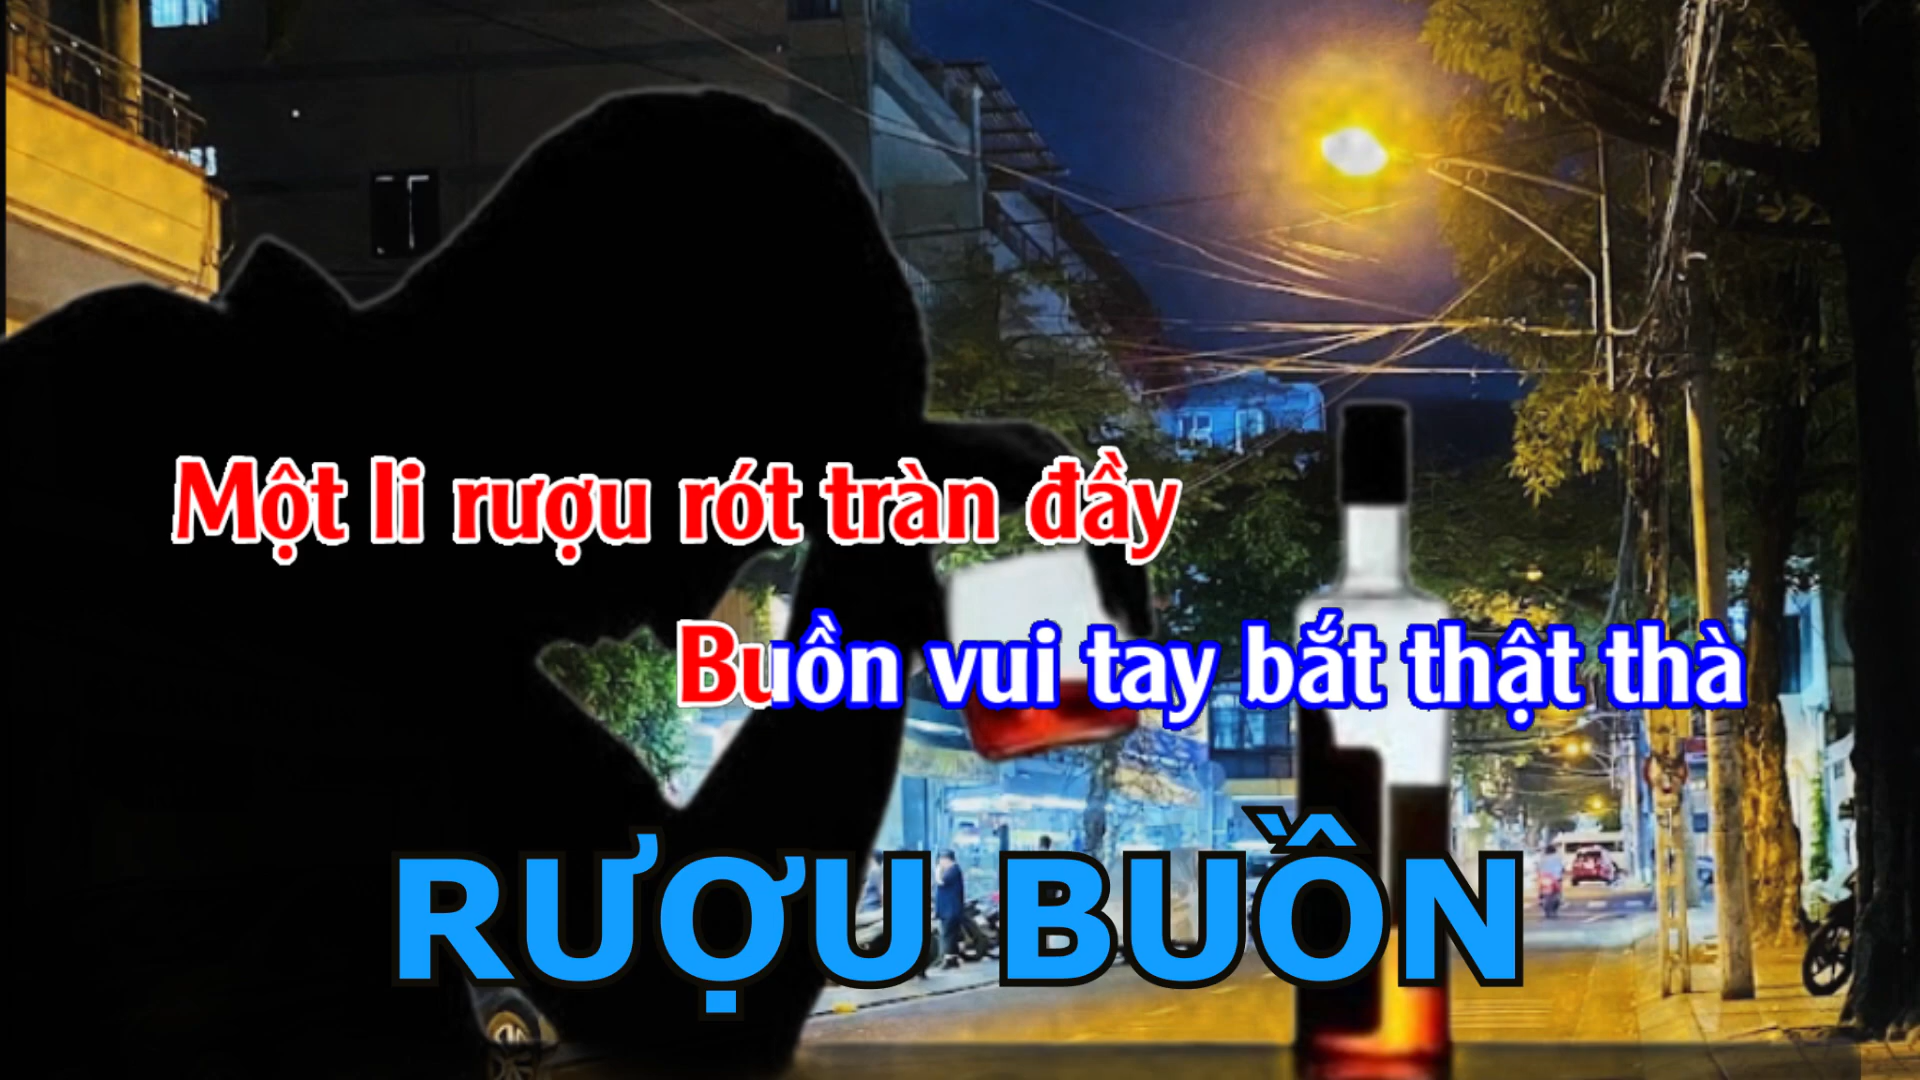 Một li rượu rót tràn đầy
Buồn vui tay bắt thật thà
RƯỢU BUỒN